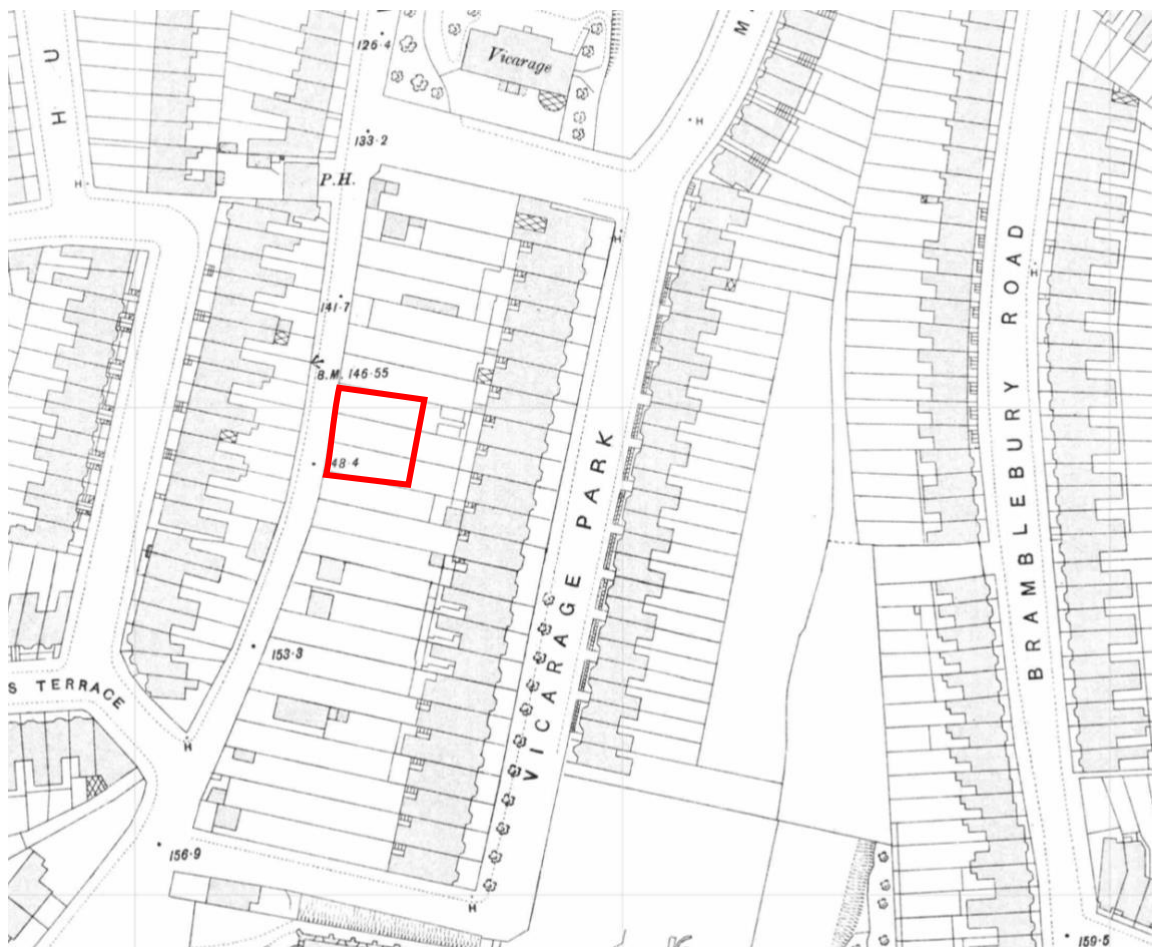 H U
126·4
Vicarage
M
H
133·2
P.H.
H
H
141·7
H
B.M. 146·55
48·4
VICARAGE PARK
BRAMBLEBURY ROAD
153·3
S TERRACE
H
156·9
H
159·5